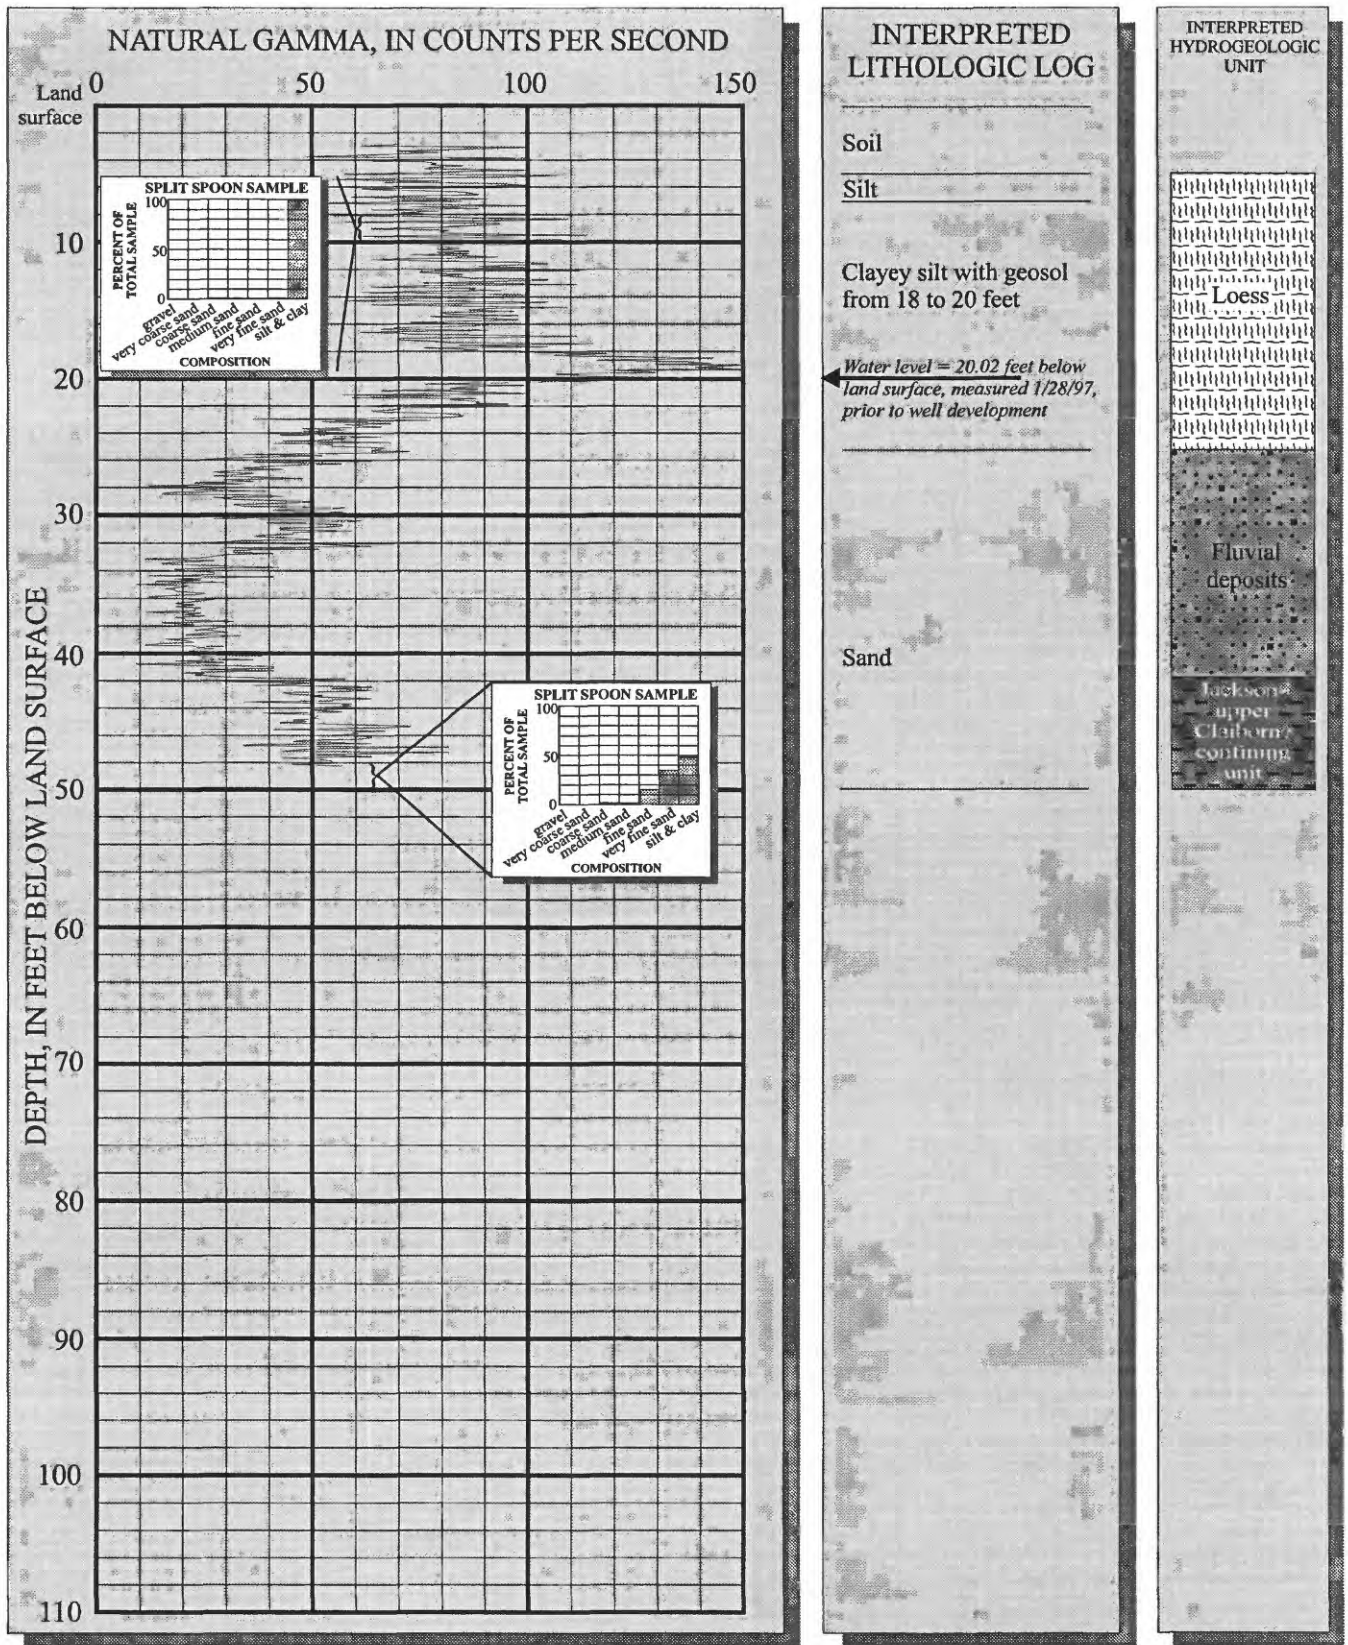 NATURAL GAMMA, IN COUNTS PER SECOND
0 50 100 150
Land
surface
DEPTH, IN FEET BELOW LAND SURFACE
10
20
30
40
50
60
70
80
90
100
110
SPLIT SPOON SAMPLE
PERCENT OF
TOTAL SAMPLE
100
50
0
gravel
very coarse sand
coarse sand
medium sand
fine sand
very fine sand
silt & clay
COMPOSITION
SPLIT SPOON SAMPLE
PERCENT OF
TOTAL SAMPLE
100
50
0
gravel
very coarse sand
coarse sand
medium sand
fine sand
very fine sand
silt & clay
COMPOSITION
INTERPRETED
LITHOLOGIC LOG
Soil
Silt
Clayey silt with geosol
from 18 to 20 feet
Water level = 20.02 feet below
land surface, measured 1/28/97,
prior to well development
Sand
INTERPRETED
HYDROGEOLOGIC
UNIT
Loess
Fluvial
deposits
upper
confining
unit